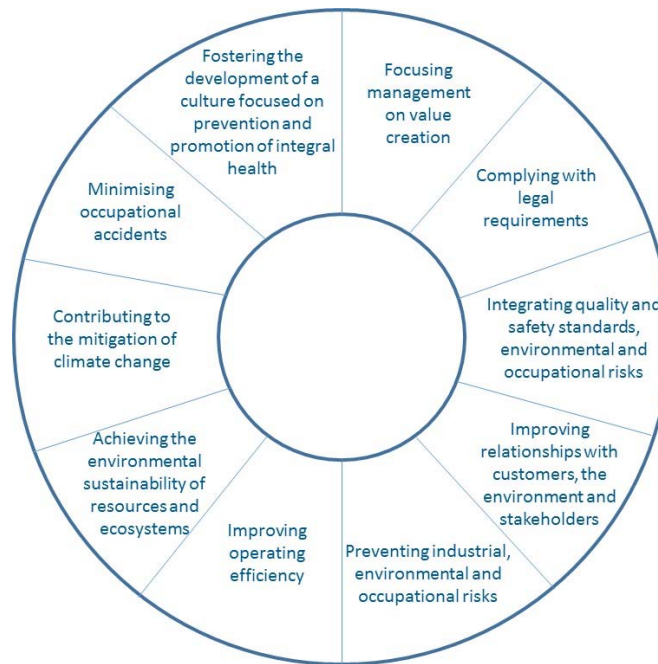 Focusing
management
on value
creation
Complying with
legal
requirements
Integrating quality and
safety standards,
environmental and
occupational risks
Improving
relationships with
customers, the
environment and
stakeholders
Preventing industrial,
environmental and
occupational risks
Improving
operating
efficiency
Achieving the
environmental
sustainability of
resources and
ecosystems
Contributing to
the mitigation of
climate change
Minimising
occupational
accidents
Fostering the
development of a
culture focused on
prevention and
promotion of integral
health